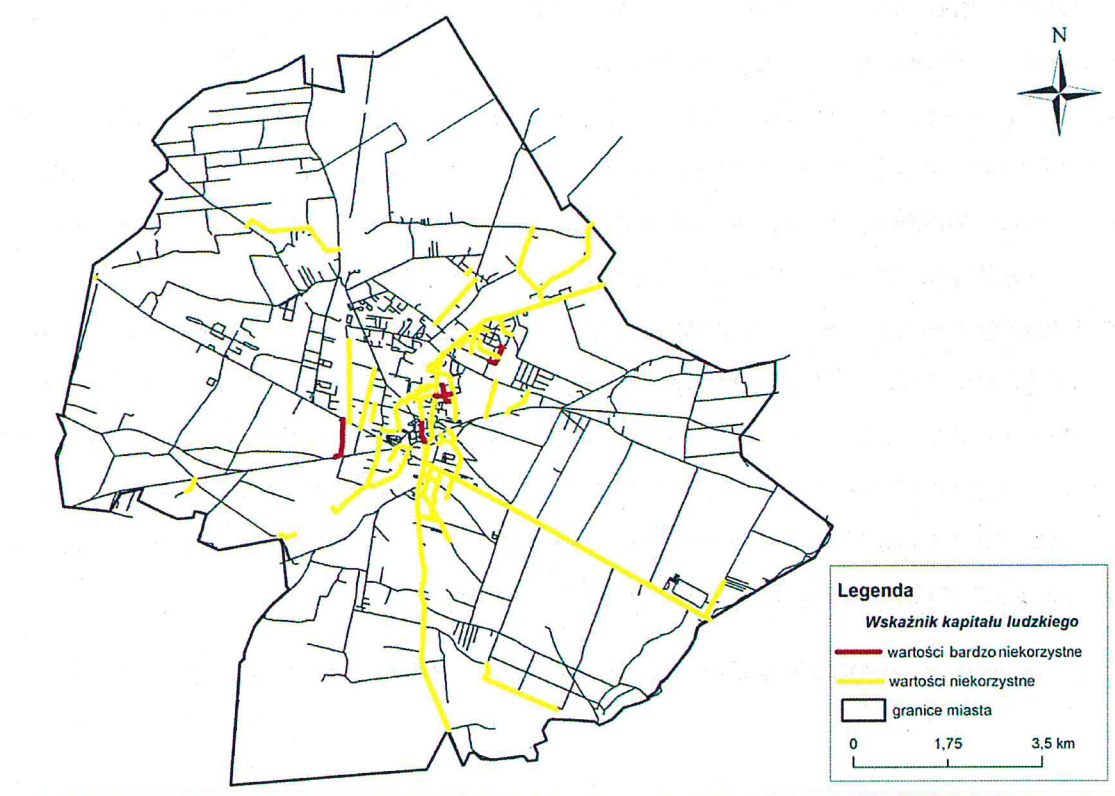 N
Legenda
Wskaźnik kapitału ludzkiego
wartości bardzo niekorzystne
wartości niekorzystne
granice miasta
0 1,75 3,5 km